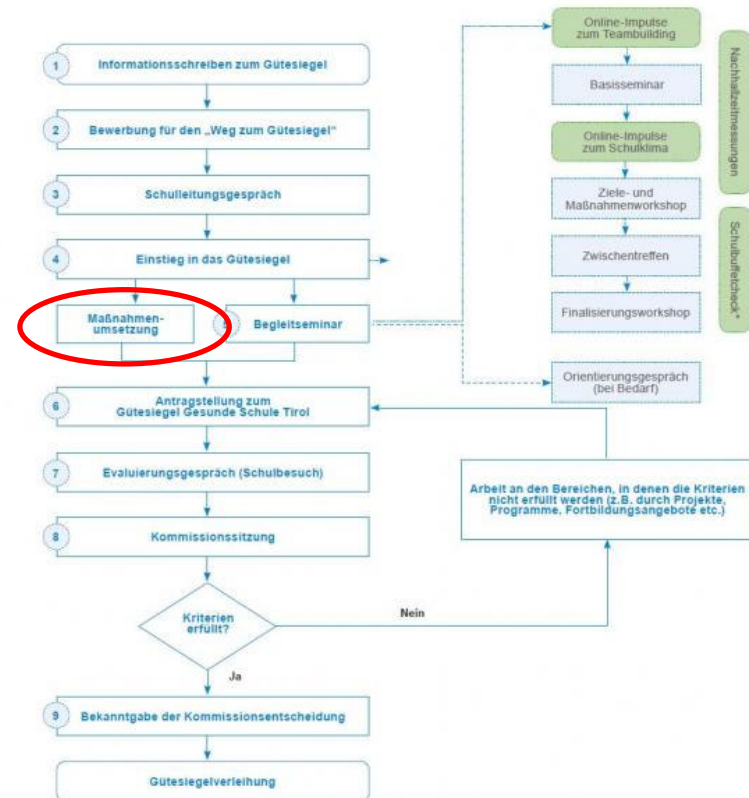 1
Informationsschreiben zum Gütesiegel
2
Bewerbung für den „Weg zum Gütesiegel“
3
Schulleitungsgespräch
4
Einstieg in das Gütesiegel
Maßnahmen-
umsetzung
5
Begleitseminar
6
Antragstellung zum
Gütesiegel Gesunde Schule Tirol
7
Evaluierungsgespräch (Schulbesuch)
8
Kommissionssitzung
Kriterien
erfüllt?
Nein
Ja
9
Bekanntgabe der Kommissionsentscheidung
Gütesiegelverleihung
Online-Impulse
zum Teambuilding
Basisseminar
Online-Impulse
zum Schulklima
Ziele- und
Maßnahmenworkshop
Zwischentreffen
Finalisierungsworkshop
Orientierungsgespräch
(bei Bedarf)
Nachhallzeitmessungen
Schulbuffetcheck*
Arbeit an den Bereichen, in denen die Kriterien
nicht erfüllt werden (z.B. durch Projekte,
Programme, Fortbildungsangebote etc.)